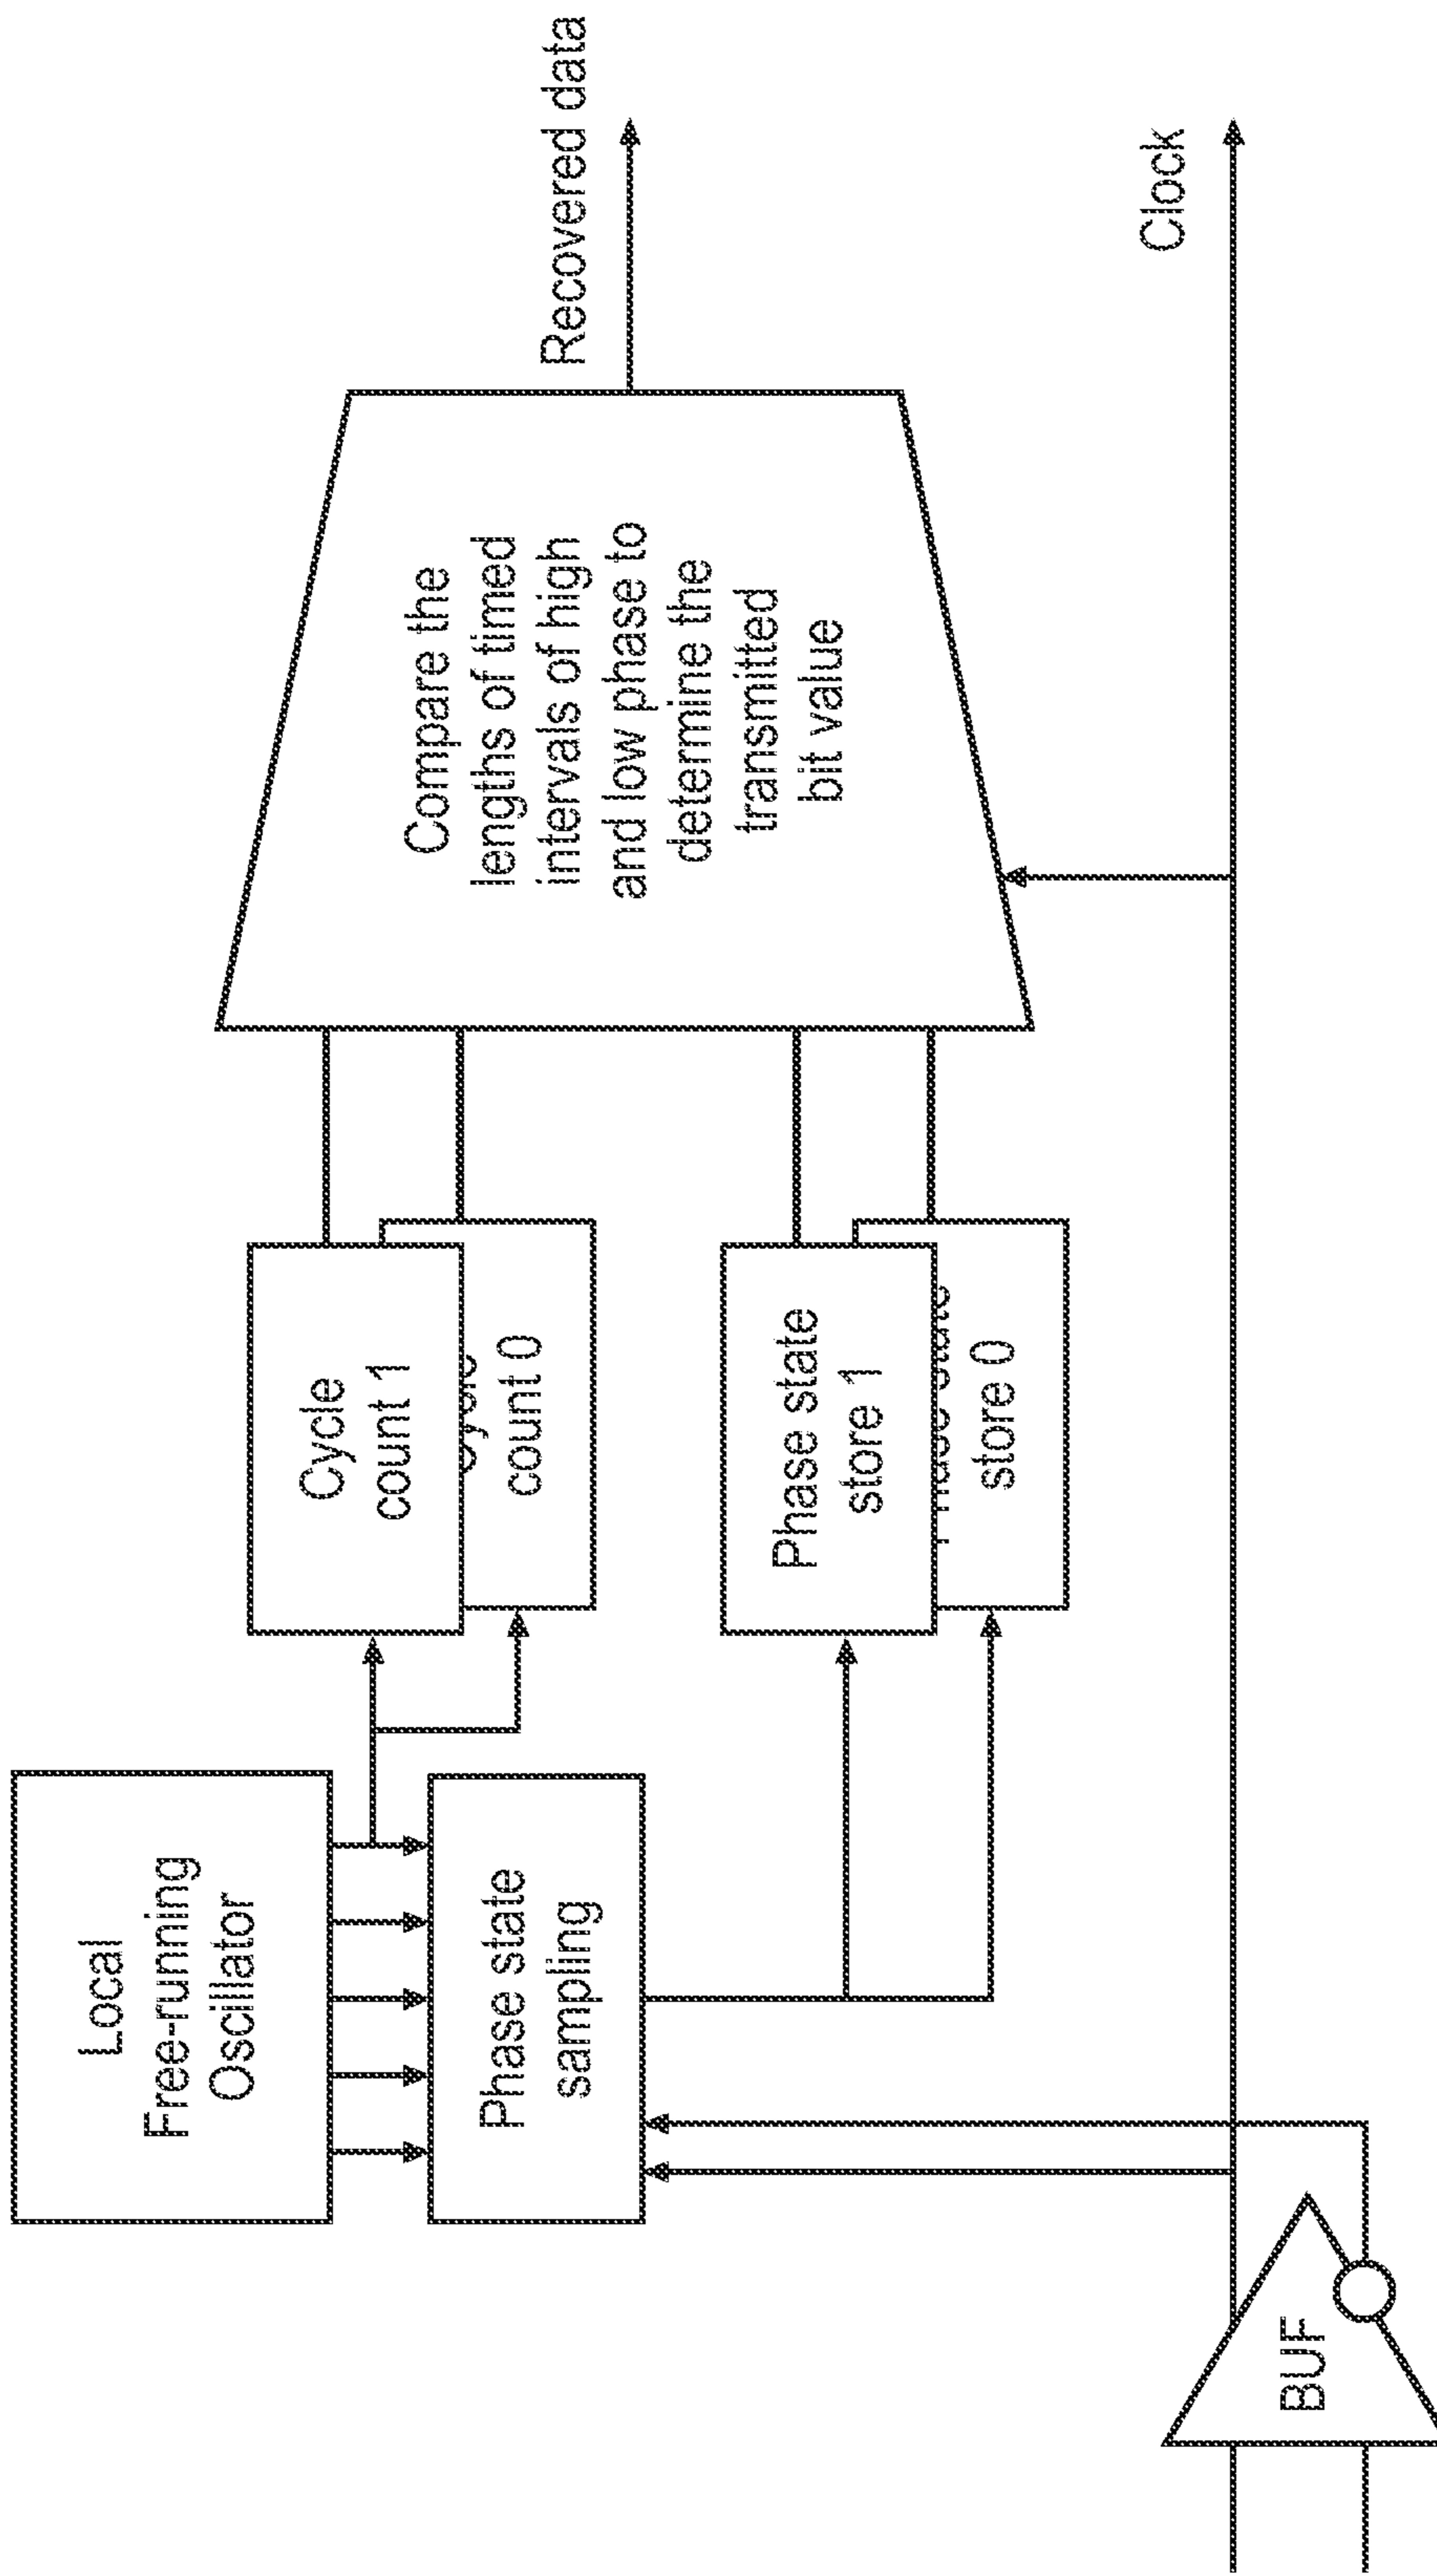 Local
Free-running
Oscillator
Phase state
sampling
Cycle
count 1
count 0
Phase state
store 1
Phase state
store 0
Compare the
lengths of timed
intervals of high
and low phase to
determine the
transmitted
bit value
Recovered data
Clock
BUF